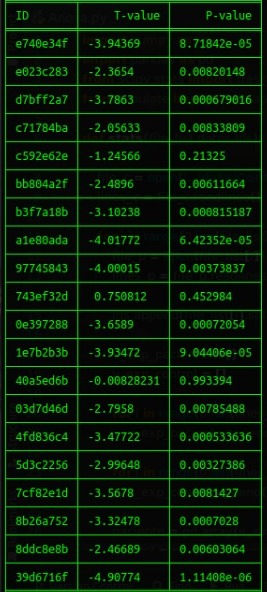 ID T-value P-value
e740e34f -3.94369 8.71842e-05
e023c283 -2.3654 0.00820148
d7bff2a7 -3.7863 0.000679016
c71784ba -2.05633 0.00833809
c592e62e -1.24566 0.21325
bb804a2f -2.4896 0.00611664
b3f7a18b -3.10238 0.000815187
a1e80ada -4.01772 6.42352e-05
97745843 -4.00015 0.00373837
743ef32d 0.750812 0.452984
0e397288 -3.6589 0.00072054
1e7b2b3b -3.93472 9.04406e-05
40a5ed6b -0.00828231 0.993394
03d7d46d -2.7958 0.00785488
4fd836c4 -3.47722 0.000533636
5d3c2256 -2.99648 0.00327386
7cf82e1d -3.5678 0.0081427
8b26a752 -3.32478 0.0007028
8ddc8e8b -2.46689 0.00603064
39d6716f -4.90774 1.11408e-06